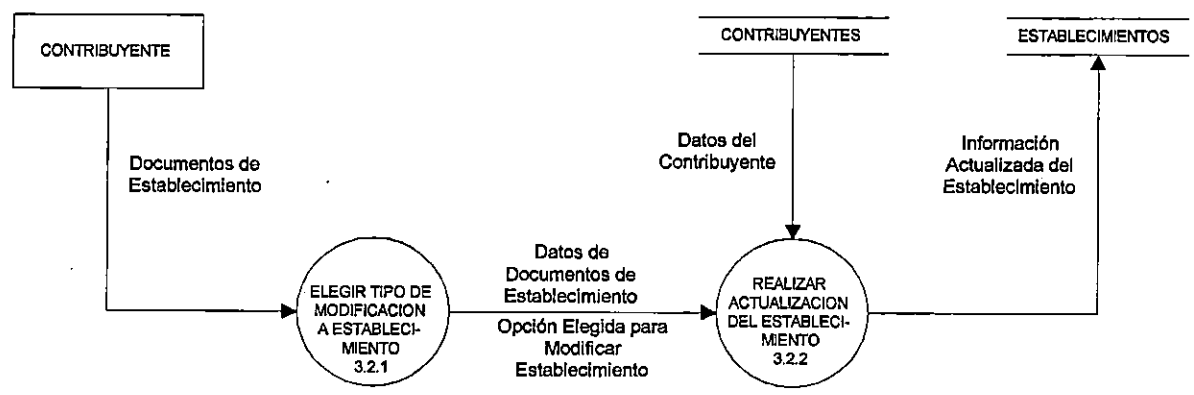 CONTRIBUYENTE
CONTRIBUYENTES
ESTABLECIMIENTOS
Documentos de
Establecimiento
Datos del
Contribuyente
Información
Actualizada del
Establecimiento
ELEGIR TIPO DE
MODIFICACION
A ESTABLECI-
MIENTO
3.2.1
Datos de
Documentos de
Establecimiento
Opción Elegida para
Modificar
Establecimiento
REALIZAR
ACTUALIZACION
DEL ESTABLECI-
MIENTO
3.2.2